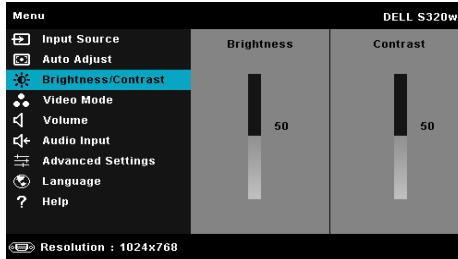 Menu
DELL S320w
Input Source
Auto Adjust
Brightness/Contrast
Video Mode
Volume
Audio Input
Advanced Settings
Language
? Help
Brightness
50
Contrast
50
Resolution : 1024x768